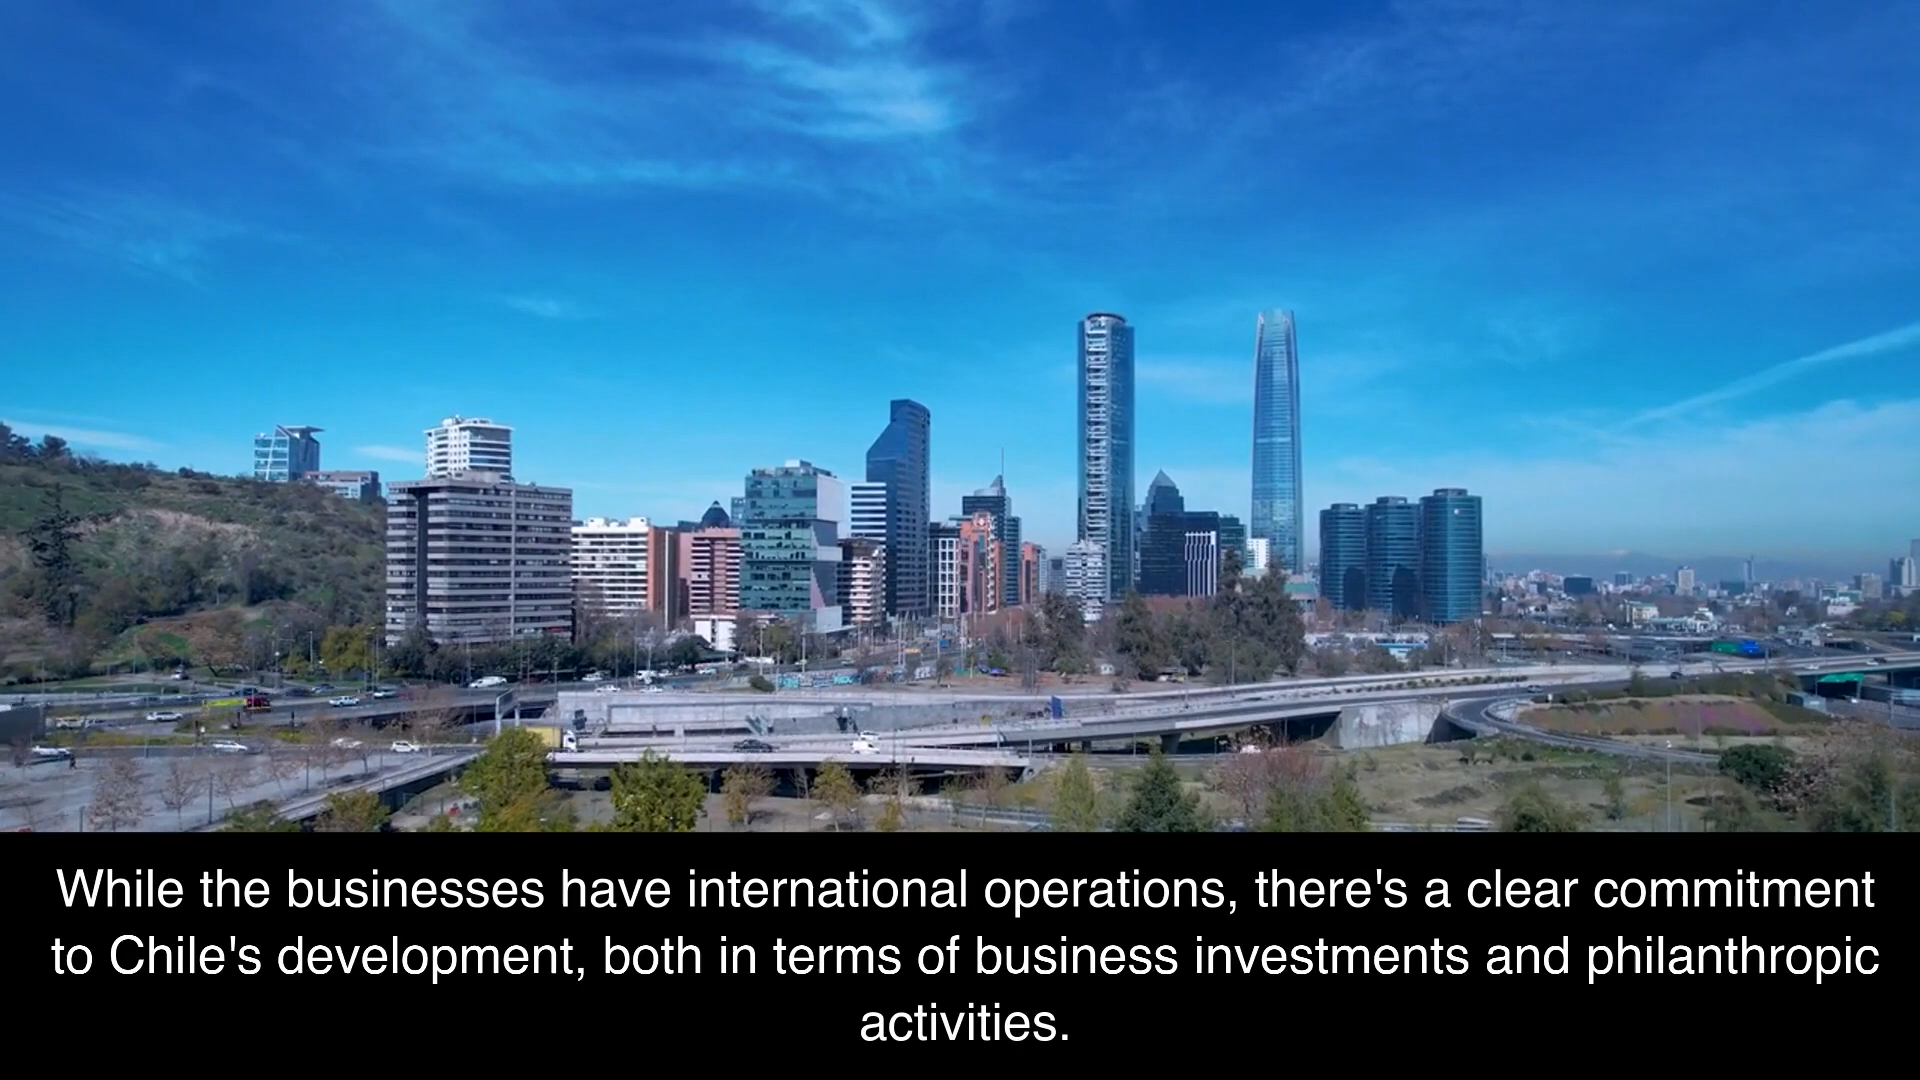 While the businesses have international operations, there's a clear commitment
to Chile's development, both in terms of business investments and philanthropic
activities.